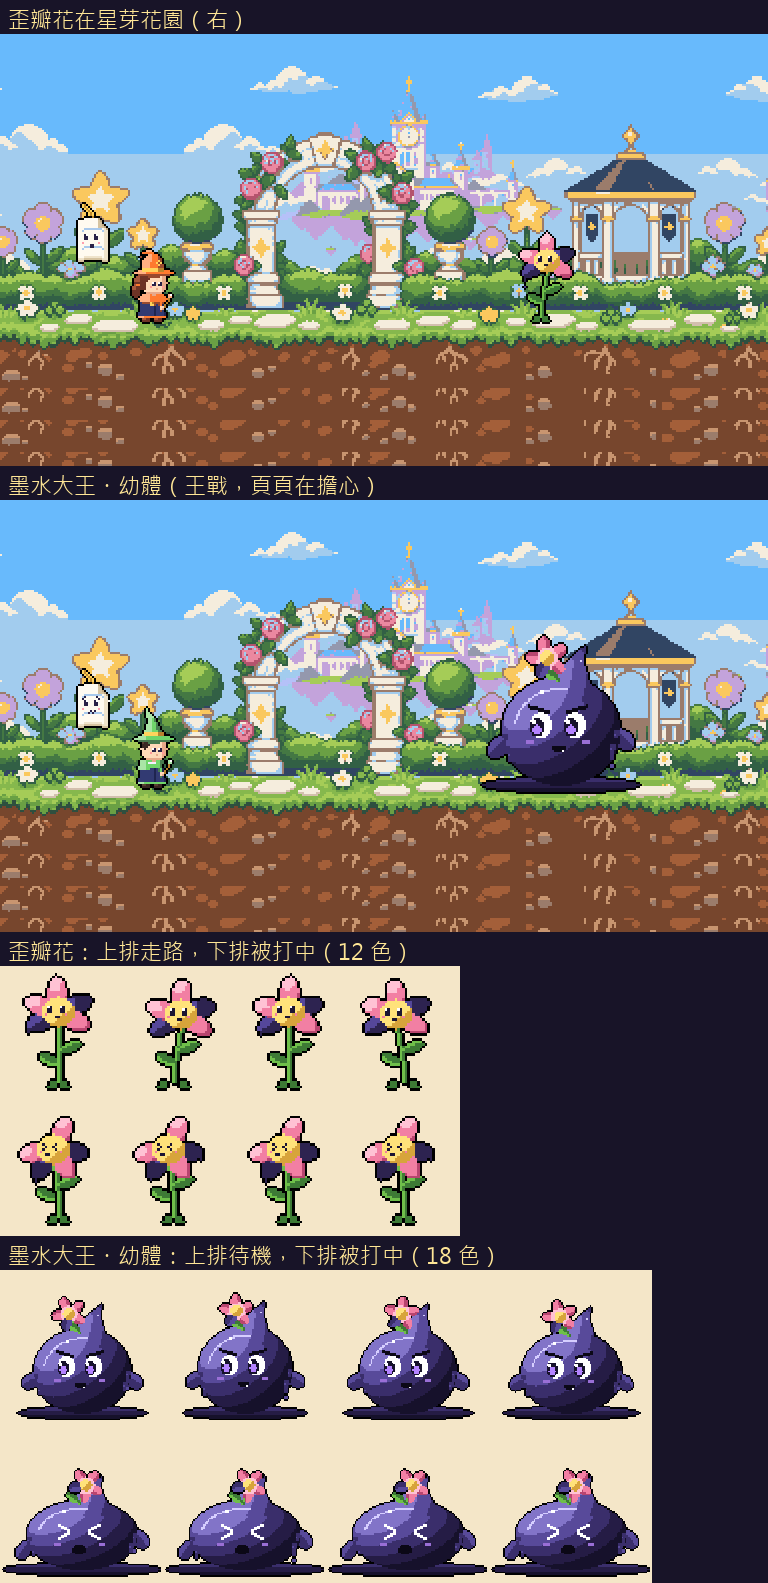 歪瓣花在星芽花園（右）
墨水大王・幼體（王戰，頁頁在擔心）
歪瓣花：上排走路，下排被打中（12 色）
墨水大王・幼體：上排待機，下排被打中（18 色）